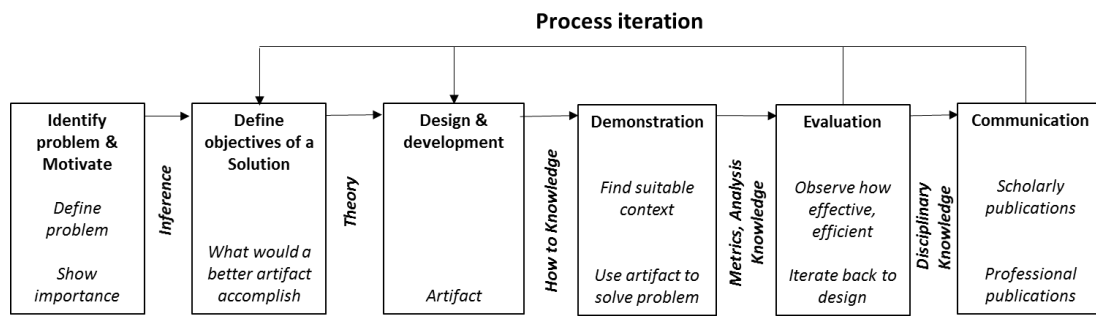 Process iteration
Identify
problem &
Motivate
Define
problem
Show
importance
Inference
Define
objectives of a
Solution
What would a
better artifact
accomplish
Theory
Design &
development
Artifact
How to Knowledge
Demonstration
Find suitable
context
Use artifact to
solve problem
Metrics, Analysis
Knowledge
Evaluation
Observe how
effective,
efficient
Iterate back to
design
Disciplinary
Knowledge
Communication
Scholarly
publications
Professional
publications